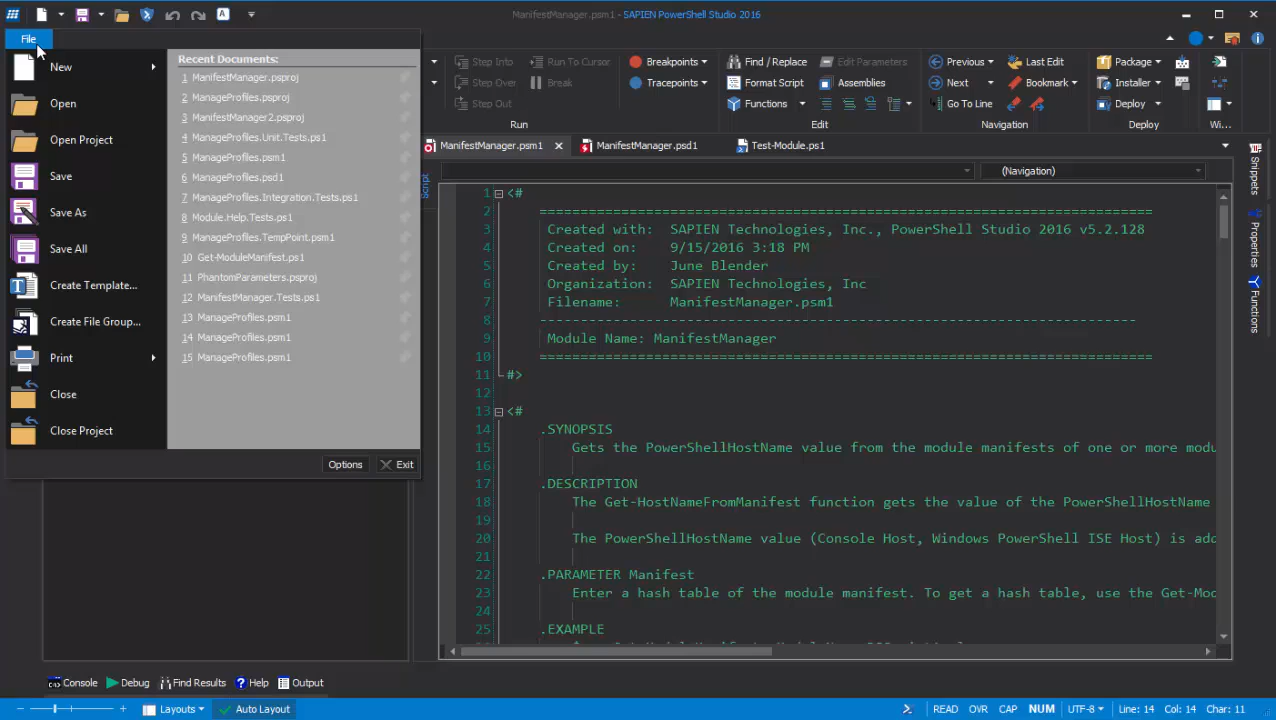 ManifestManager.psm1 - SAPIEN PowerShell Studio 2016
File
New
Open
Open Project
Save
Save As
Save All
Create Template...
Create File Group...
Print
Close
Close Project
Recent Documents:
1 ManifestManager.psproj
2 ManageProfiles.psproj
3 ManifestManager2.psproj
4 ManageProfiles.Unit.Tests.ps1
5 ManageProfiles.psm1
6 ManageProfiles.psd1
7 ManageProfiles.Integration.Tests.ps1
8 Module.Help.Tests.ps1
9 ManageProfiles.TempPoint.psm1
10 Get-ModuleManifest.ps1
11 PhantomParameters.psproj
12 ManifestManager.Tests.ps1
13 ManageProfiles.psm1
14 ManageProfiles.psm1
15 ManageProfiles.psm1
Options
Exit
Step Into
Run To Cursor
Break
Step Out
Breakpoints
Tracepoints
Run
Find / Replace
Edit Parameters
Format Script
Assemblies
Functions
Edit
Previous
Last Edit
Next
Bookmark
Go To Line
Navigation
Package
Installer
Deploy
Deploy
Wi...
ManifestManager.psm1
ManifestManager.psd1
Test-Module.ps1
(Navigation)
Script
1 <#
2 ===========================================================================
3 Created with: SAPIEN Technologies, Inc., PowerShell Studio 2016 v5.2.128
4 Created on: 9/15/2016 3:18 PM
5 Created by: June Blender
6 Organization: SAPIEN Technologies, Inc
7 Filename: ManifestManager.psm1
8 -------------------------------------------------------------------------
9 Module Name: ManifestManager
10 ===========================================================================
11 #>
12
13 <#
14 .SYNOPSIS
15 Gets the PowerShellHostName value from the module manifests of one or more modu
16
17 .DESCRIPTION
18 The Get-HostNameFromManifest function gets the value of the PowerShellHostName
19
20 The PowerShellHostName value (Console Host, Windows PowerShell ISE Host) is adc
21
22 .PARAMETER Manifest
23 Enter a hash table of the module manifest. To get a hash table, use the Get-Moc
24
25 .EXAMPLE
Snippets
Properties
Functions
Console
Debug
Find Results
Help
Output
Layouts
Auto Layout
READ
OVR
CAP
NUM
UTF-8
Line: 14
Col: 14
Char: 11